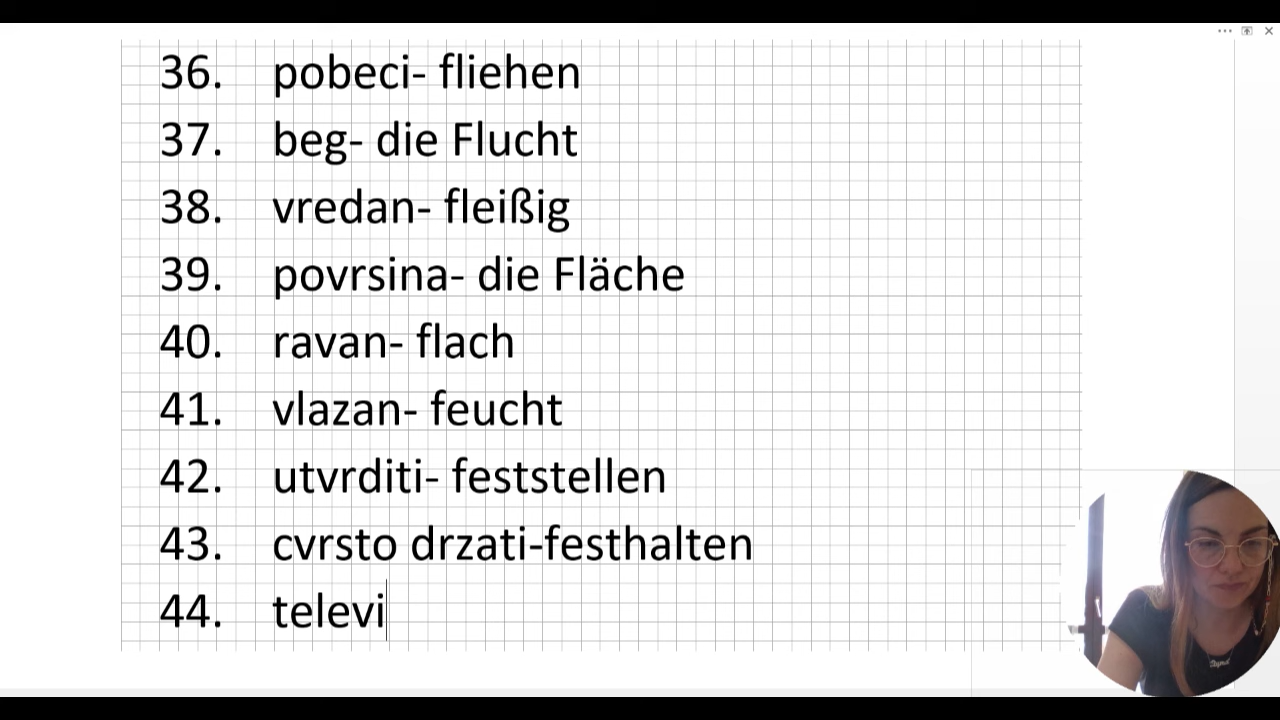 36. pobeci- fliehen
37. beg- die Flucht
38. vredan- fleißig
39. povrsina- die Fläche
40. ravan- flach
41. vlazan- feucht
42. utvrditi- feststellen
43. cvrsto drzati-festhalten
44. televi